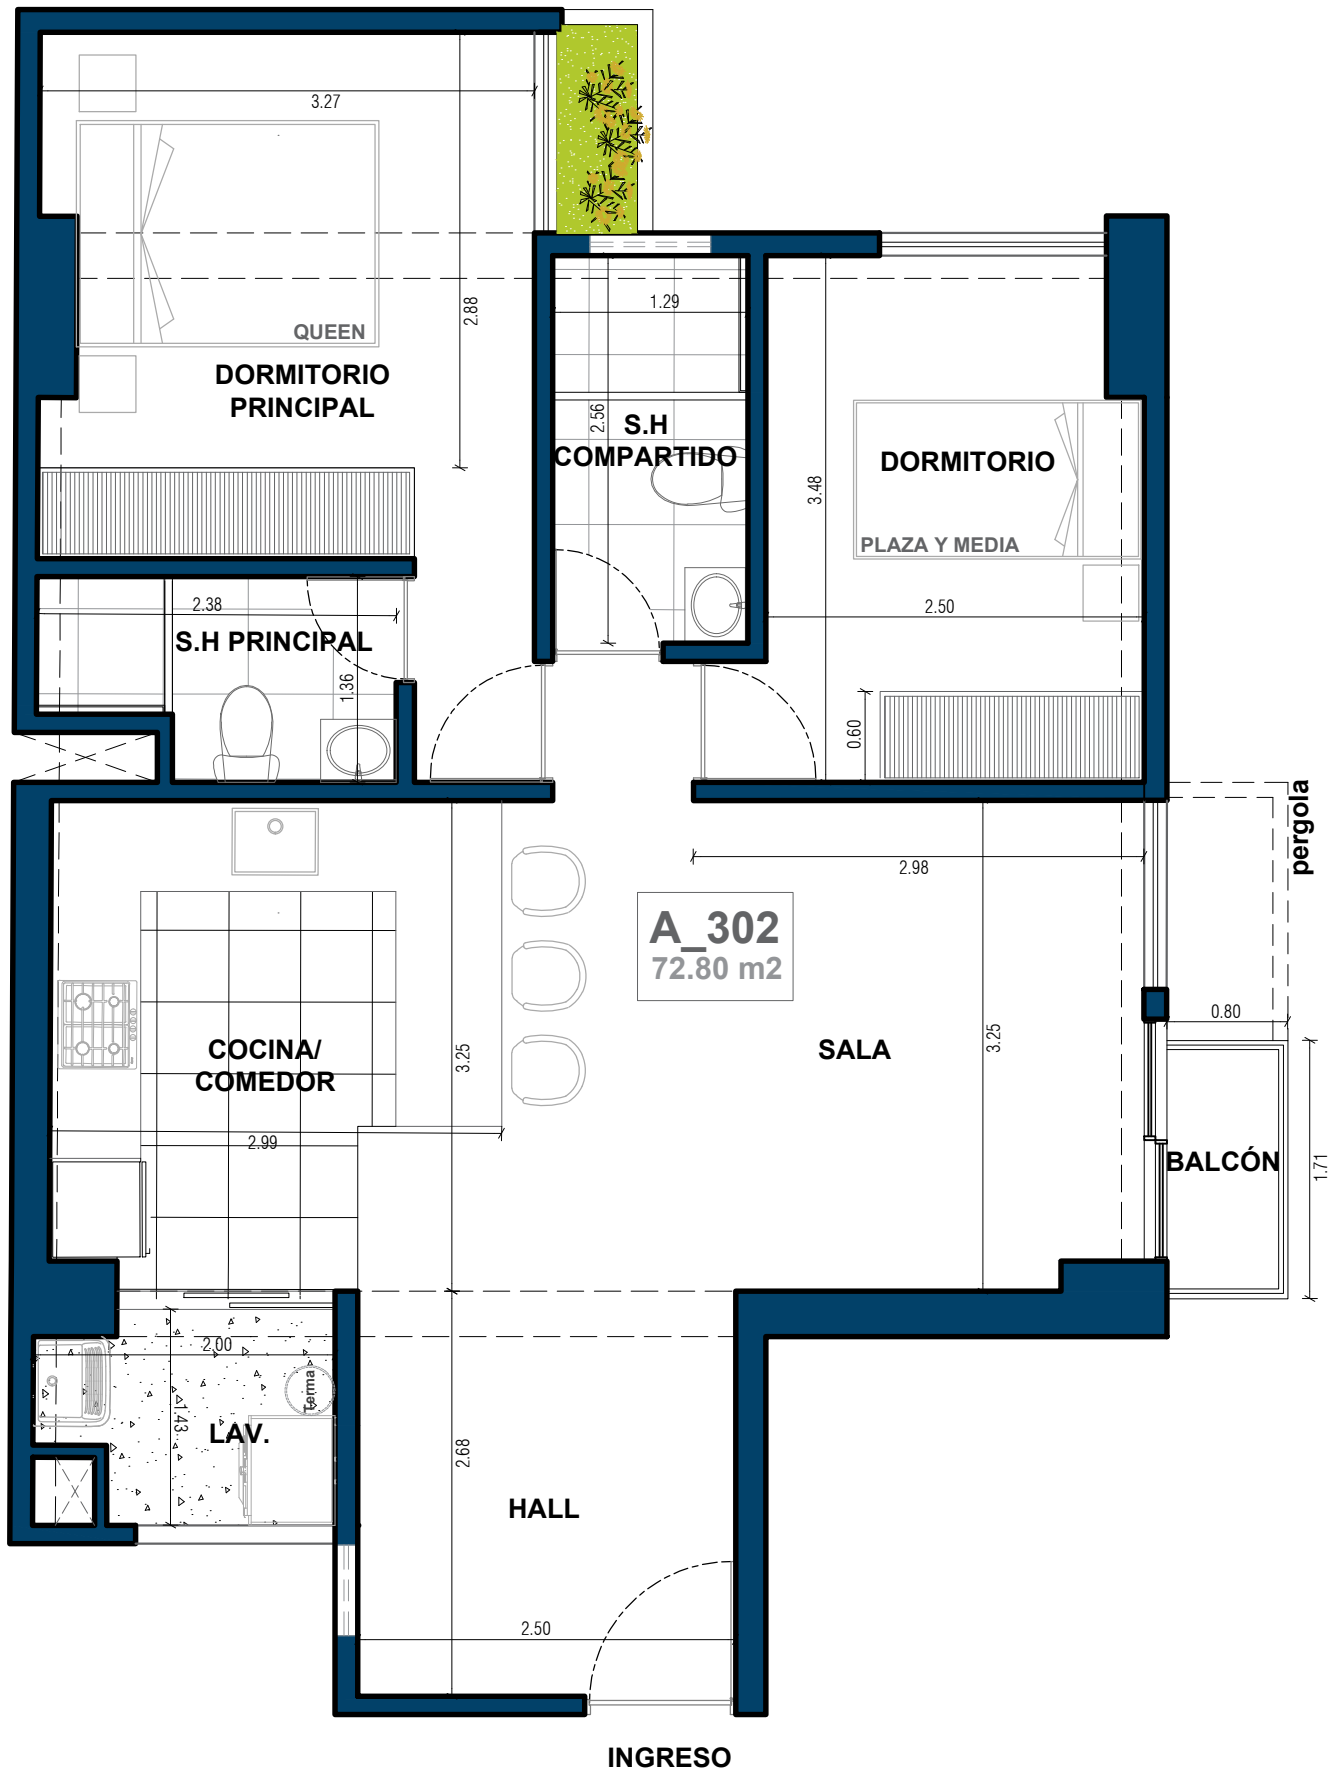 3.27
2.88
QUEEN
DORMITORIO
PRINCIPAL
1.29
2.56
S.H
COMPARTIDO
DORMITORIO
3.48
PLAZA Y MEDIA
2.50
2.38
S.H PRINCIPAL
1.36
0.60
pergola
2.98
A_302
72.80 m2
0.80
COCINA/
COMEDOR
3.25
SALA
3.25
2.99
BALCÓN
1.71
2.00
Terma
1.43
LAV.
2.68
HALL
2.50
INGRESO